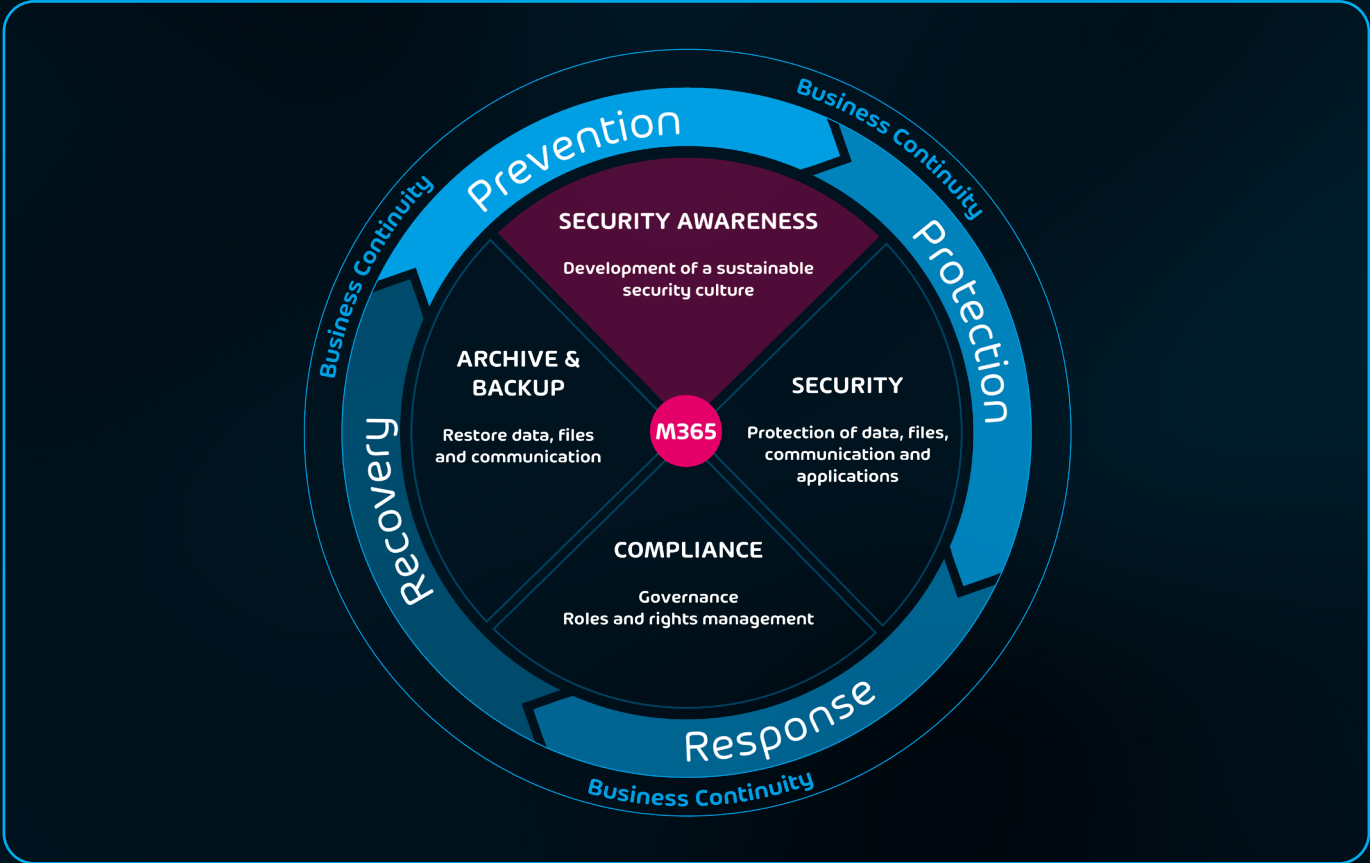 Business Continuity
Prevention
Business Continuity
Protection
SECURITY AWARENESS
Development of a sustainable
security culture
ARCHIVE &
BACKUP
Restore data, files
and communication
M365
SECURITY
Protection of data, files,
communication and
applications
COMPLIANCE
Governance
Roles and rights management
Recovery
Response
Business Continuity